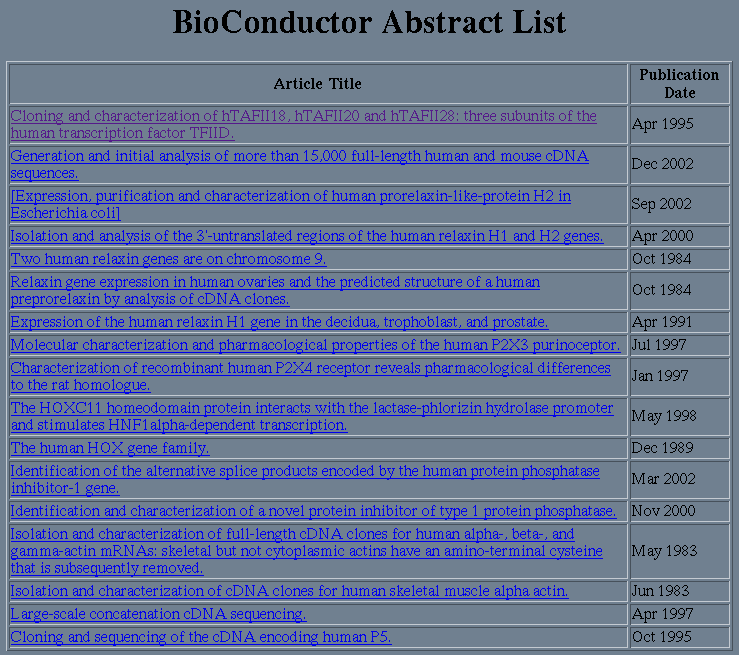 BioConductor Abstract List
Article Title
Publication
Date
Cloning and characterization of hTAFII18, hTAFII20 and hTAFII28: three subunits of the
human transcription factor TFIID.
Apr 1995
Generation and initial analysis of more than 15,000 full-length human and mouse cDNA
sequences.
Dec 2002
[Expression, purification and characterization of human prorelaxin-like-protein H2 in
Escherichia coli]
Sep 2002
Isolation and analysis of the 3'-untranslated regions of the human relaxin H1 and H2 genes.
Apr 2000
Two human relaxin genes are on chromosome 9.
Oct 1984
Relaxin gene expression in human ovaries and the predicted structure of a human
preprorelaxin by analysis of cDNA clones.
Oct 1984
Expression of the human relaxin H1 gene in the decidua, trophoblast, and prostate.
Apr 1991
Molecular characterization and pharmacological properties of the human P2X3 purinoceptor.
Jul 1997
Characterization of recombinant human P2X4 receptor reveals pharmacological differences
to the rat homologue.
Jan 1997
The HOXC11 homeodomain protein interacts with the lactase-phlorizin hydrolase promoter
and stimulates HNF1alpha-dependent transcription.
May 1998
The human HOX gene family.
Dec 1989
Identification of the alternative splice products encoded by the human protein phosphatase
inhibitor-1 gene.
Mar 2002
Identification and characterization of a novel protein inhibitor of type 1 protein phosphatase.
Nov 2000
Isolation and characterization of full-length cDNA clones for human alpha-, beta-, and
gamma-actin mRNAs: skeletal but not cytoplasmic actins have an amino-terminal cysteine
that is subsequently removed.
May 1983
Isolation and characterization of cDNA clones for human skeletal muscle alpha actin.
Jun 1983
Large-scale concatenation cDNA sequencing.
Apr 1997
Cloning and sequencing of the cDNA encoding human P5.
Oct 1995